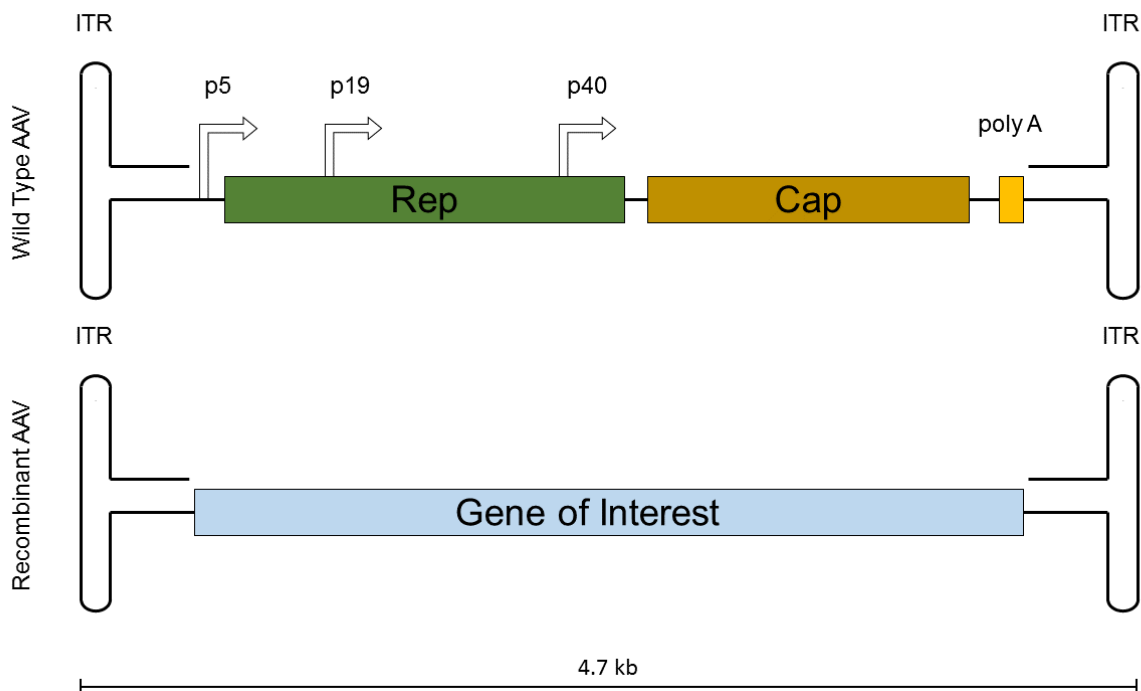 ITR
ITR
p5
p19
p40
poly A
Wild Type AAV
Rep
Cap
ITR
ITR
Recombinant AAV
Gene of Interest
4.7 kb